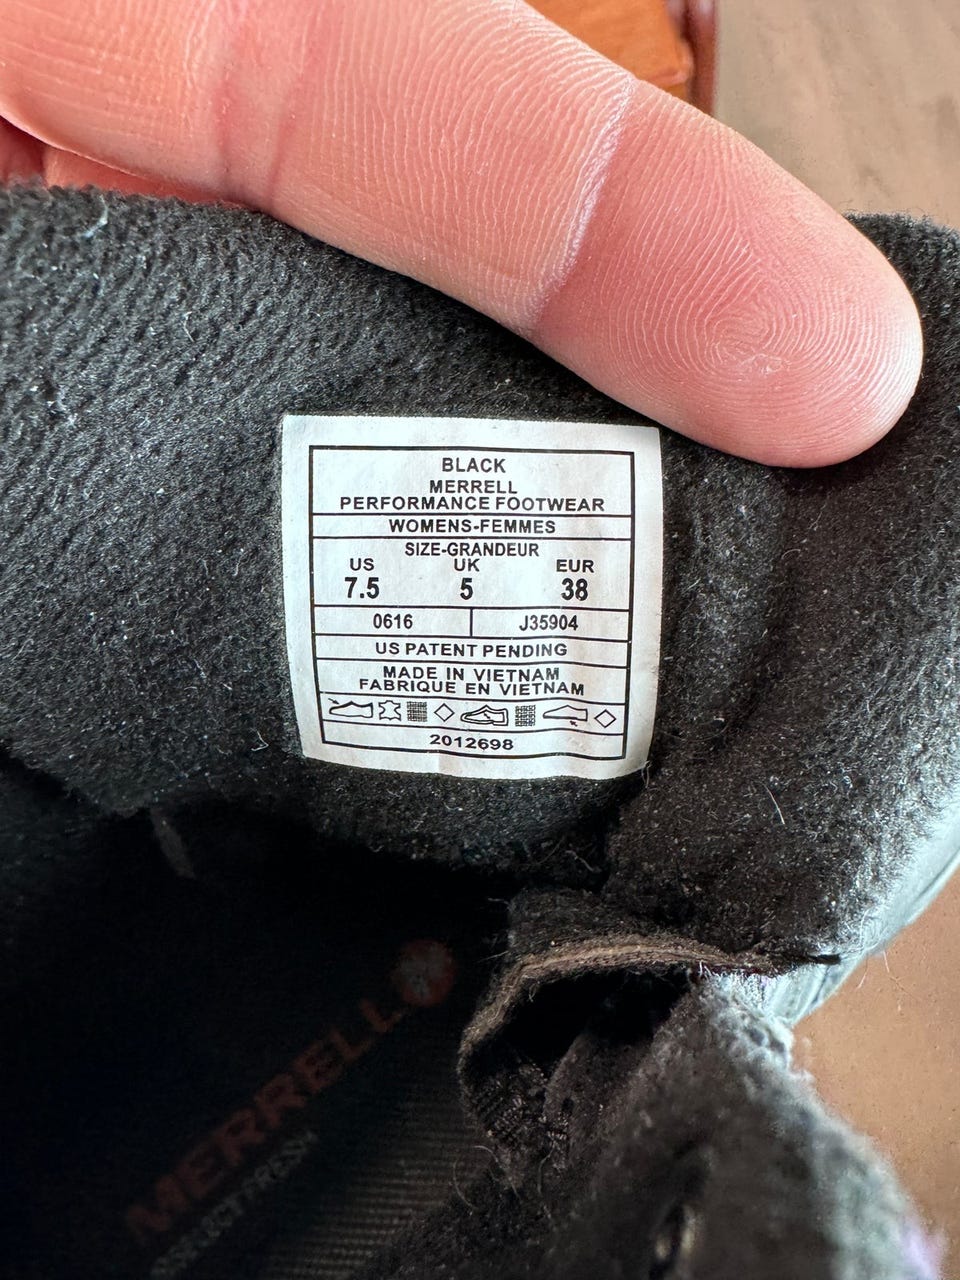 BLACK
MERRELL
PERFORMANCE FOOTWEAR
WOMENS-FEMMES
SIZE-GRANDEUR
US UK EUR
7.5 5 38
0616 J35904
US PATENT PENDING
MADE IN VIETNAM
FABRIQUE EN VIETNAM
2012698
MERRELL